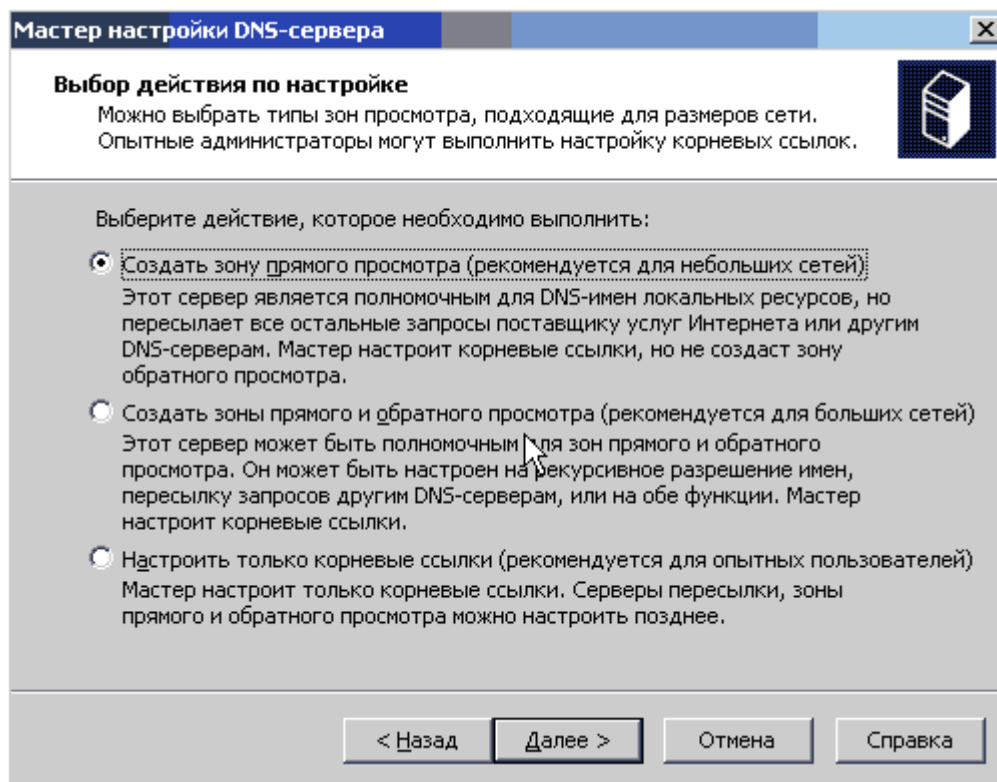 Мастер настройки DNS-сервера
Выбор действия по настройке
Можно выбрать типы зон просмотра, подходящие для размеров сети.
Опытные администраторы могут выполнить настройку корневых ссылок.
Выберите действие, которое необходимо выполнить:
Создать зону прямого просмотра (рекомендуется для небольших сетей)
Этот сервер является полномочным для DNS-имен локальных ресурсов, но
пересылает все остальные запросы поставщику услуг Интернета или другим
DNS-серверам. Мастер настроит корневые ссылки, но не создаст зону
обратного просмотра.
Создать зоны прямого и обратного просмотра (рекомендуется для больших сетей)
Этот сервер может быть полномочным для зон прямого и обратного
просмотра. Он может быть настроен на рекурсивное разрешение имен,
пересылку запросов другим DNS-серверам, или на обе функции. Мастер
настроит корневые ссылки.
Настроить только корневые ссылки (рекомендуется для опытных пользователей)
Мастер настроит только корневые ссылки. Серверы пересылки, зоны
прямого и обратного просмотра можно настроить позднее.
< Назад Далее > Отмена Справка